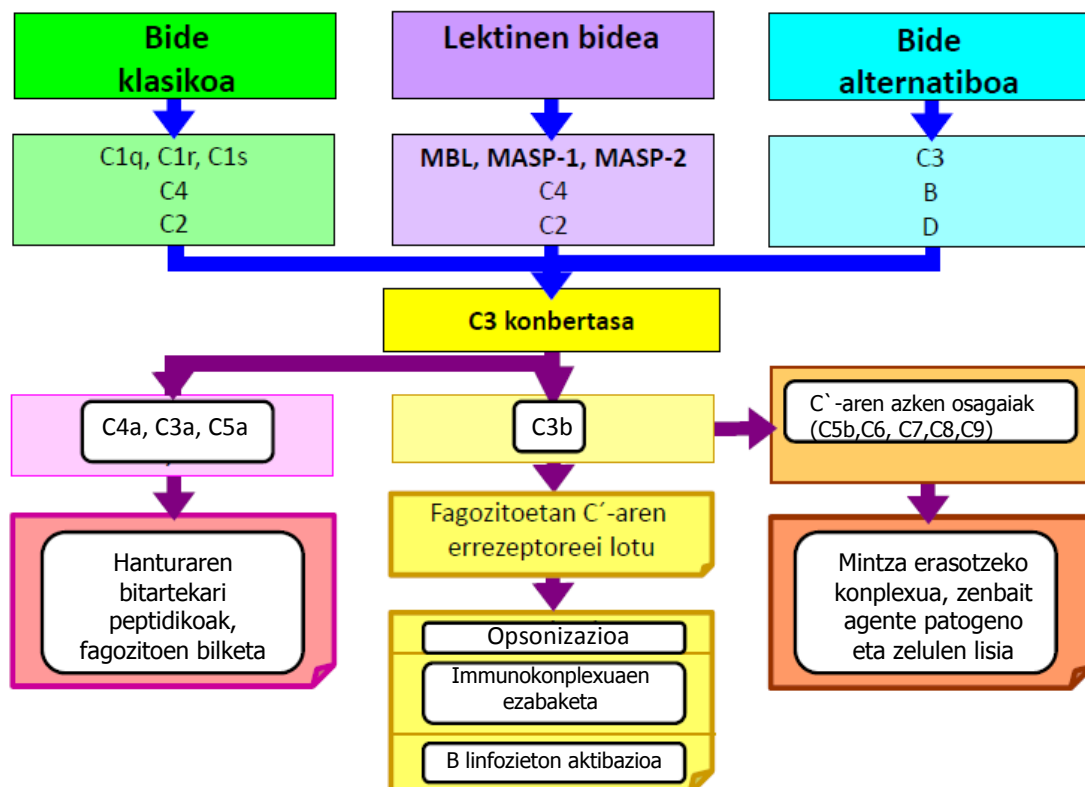 Bide
klasikoa
Lektinen bidea
Bide
alternatiboa
C1q, C1r, C1s
C4
C2
MBL, MASP-1, MASP-2
C4
C2
C3
B
D
C3 konbertasa
C4a, C3a, C5a
C3b
C`-aren azken osagaiak
(C5b,C6, C7,C8,C9)
Hanturaren
bitartekari
peptidikoak,
fagozitoen bilketa
Fagozitoetan C´-aren
errezeptoreei lotu
Mintza erasotzeko
konplexua, zenbait
agente patogeno
eta zelulen lisia
Opsonizazioa
Immunokonplexuaen
ezabaketa
B linfozieton aktibazioa